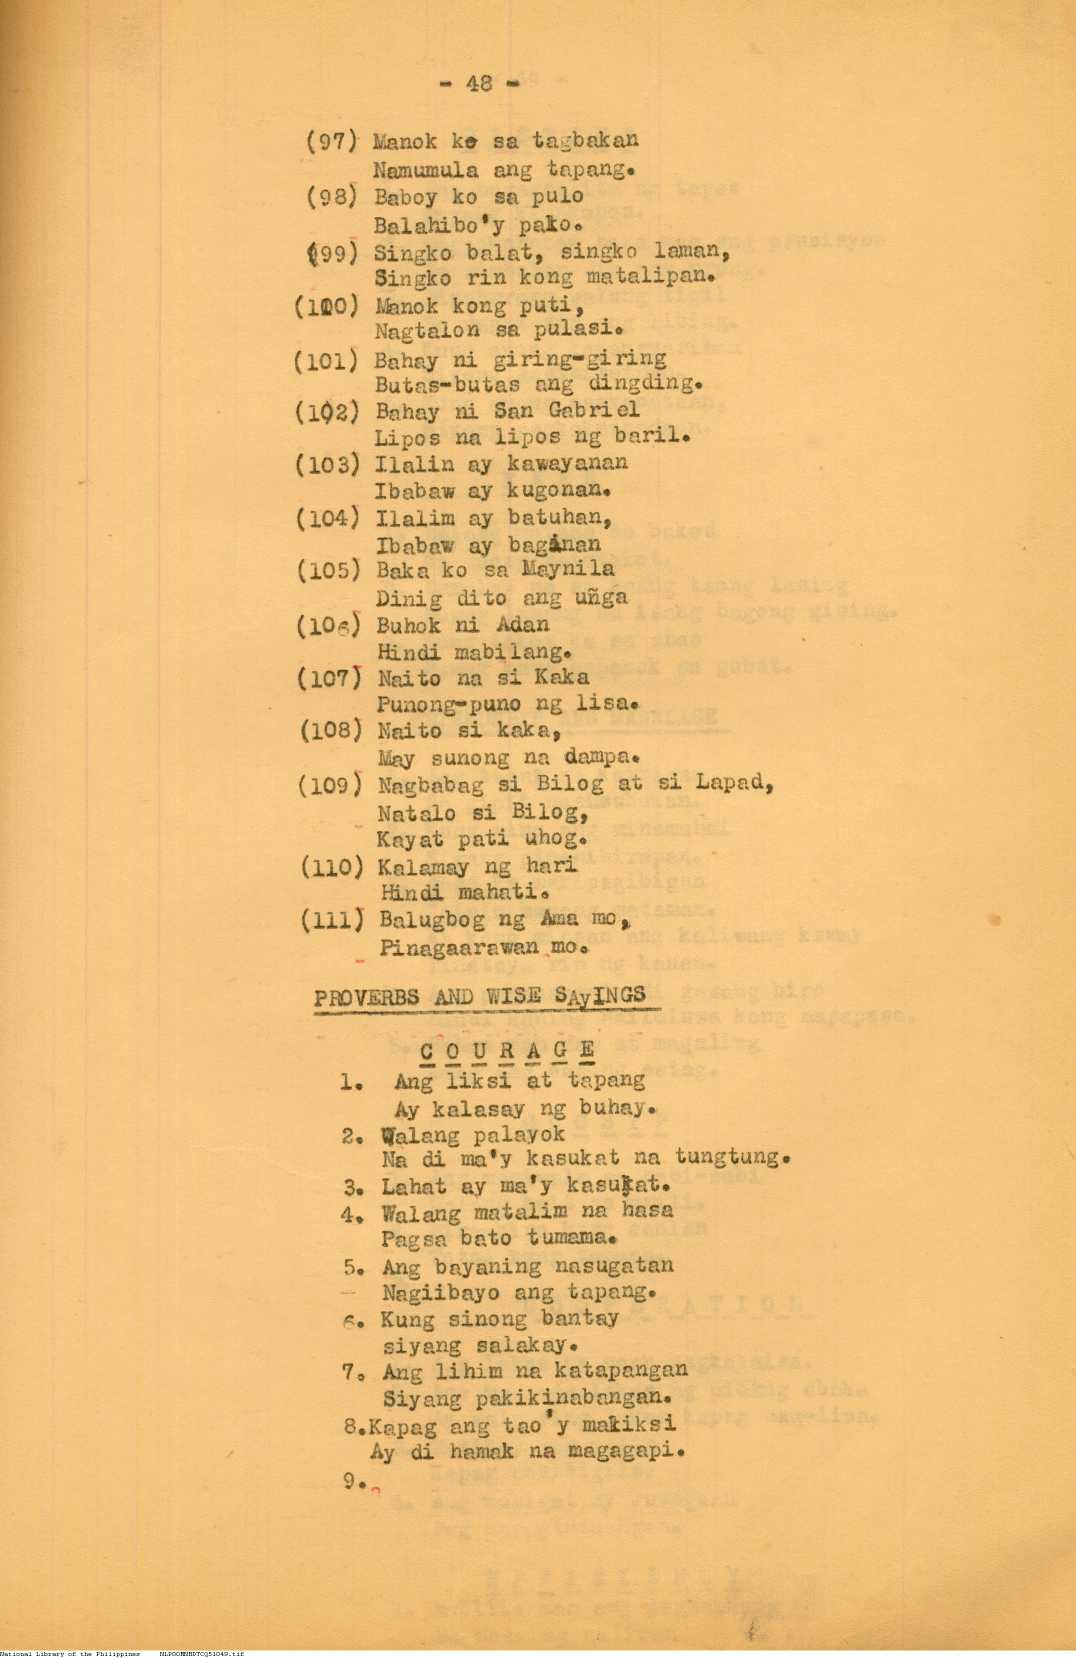 - 48 -
(97) Manok ko sa tagbakan
Namumula ang tapang.
(98) Baboy ko sa pulo
Balahibo'y pako.
(99) Singko balat, singko laman,
Singko rin kong matalipan.
(100) Manok kong puti,
Nagtalon sa pulasi.
(101) Bahay ni giring-giring
Butas-butas ang dingding.
(102) Bahay ni San Gabriel
Lipos na lipos ng baril.
(103) Ilalin ay kawayanan
Ibabaw ay kugonan.
(104) Ilalim ay batuhan,
Ibabaw ay baganan
(105) Baka ko sa Maynila
Dinig dito ang uñga
(106) Buhok ni Adan
Hindi mabilang.
(107) Naito na si Kaka
Punong-puno ng lisa.
(108) Naito si kaka,
May sunong na dampa.
(109) Nagbabag si Bilog at si Lapad,
Natalo si Bilog,
Kayat pati uhog.
(110) Kalamay ng hari
Hindi mahati.
(111) Balugbog ng Ama mo,
Pinagaarawan mo.
PROVERBS AND WISE SAyINGS
C O U R A G E
1. Ang liksi at tapang
Ay kalasay ng buhay.
2. Walang palayok
Na di ma'y kasukat na tungtung.
3. Lahat ay ma'y kasukat.
4. Walang matalim na hasa
Pagsa bato tumama.
5. Ang bayaning nasugatan
Nagiibayo ang tapang.
6. Kung sinong bantay
siyang salakay.
7. Ang lihim na katapangan
Siyang pakikinabangan.
8.Kapag ang tao'y maliksi
Ay di hamak na magagapi.
9.
National Library of the Philippines NLPGOMNHDTCQ51049.tif